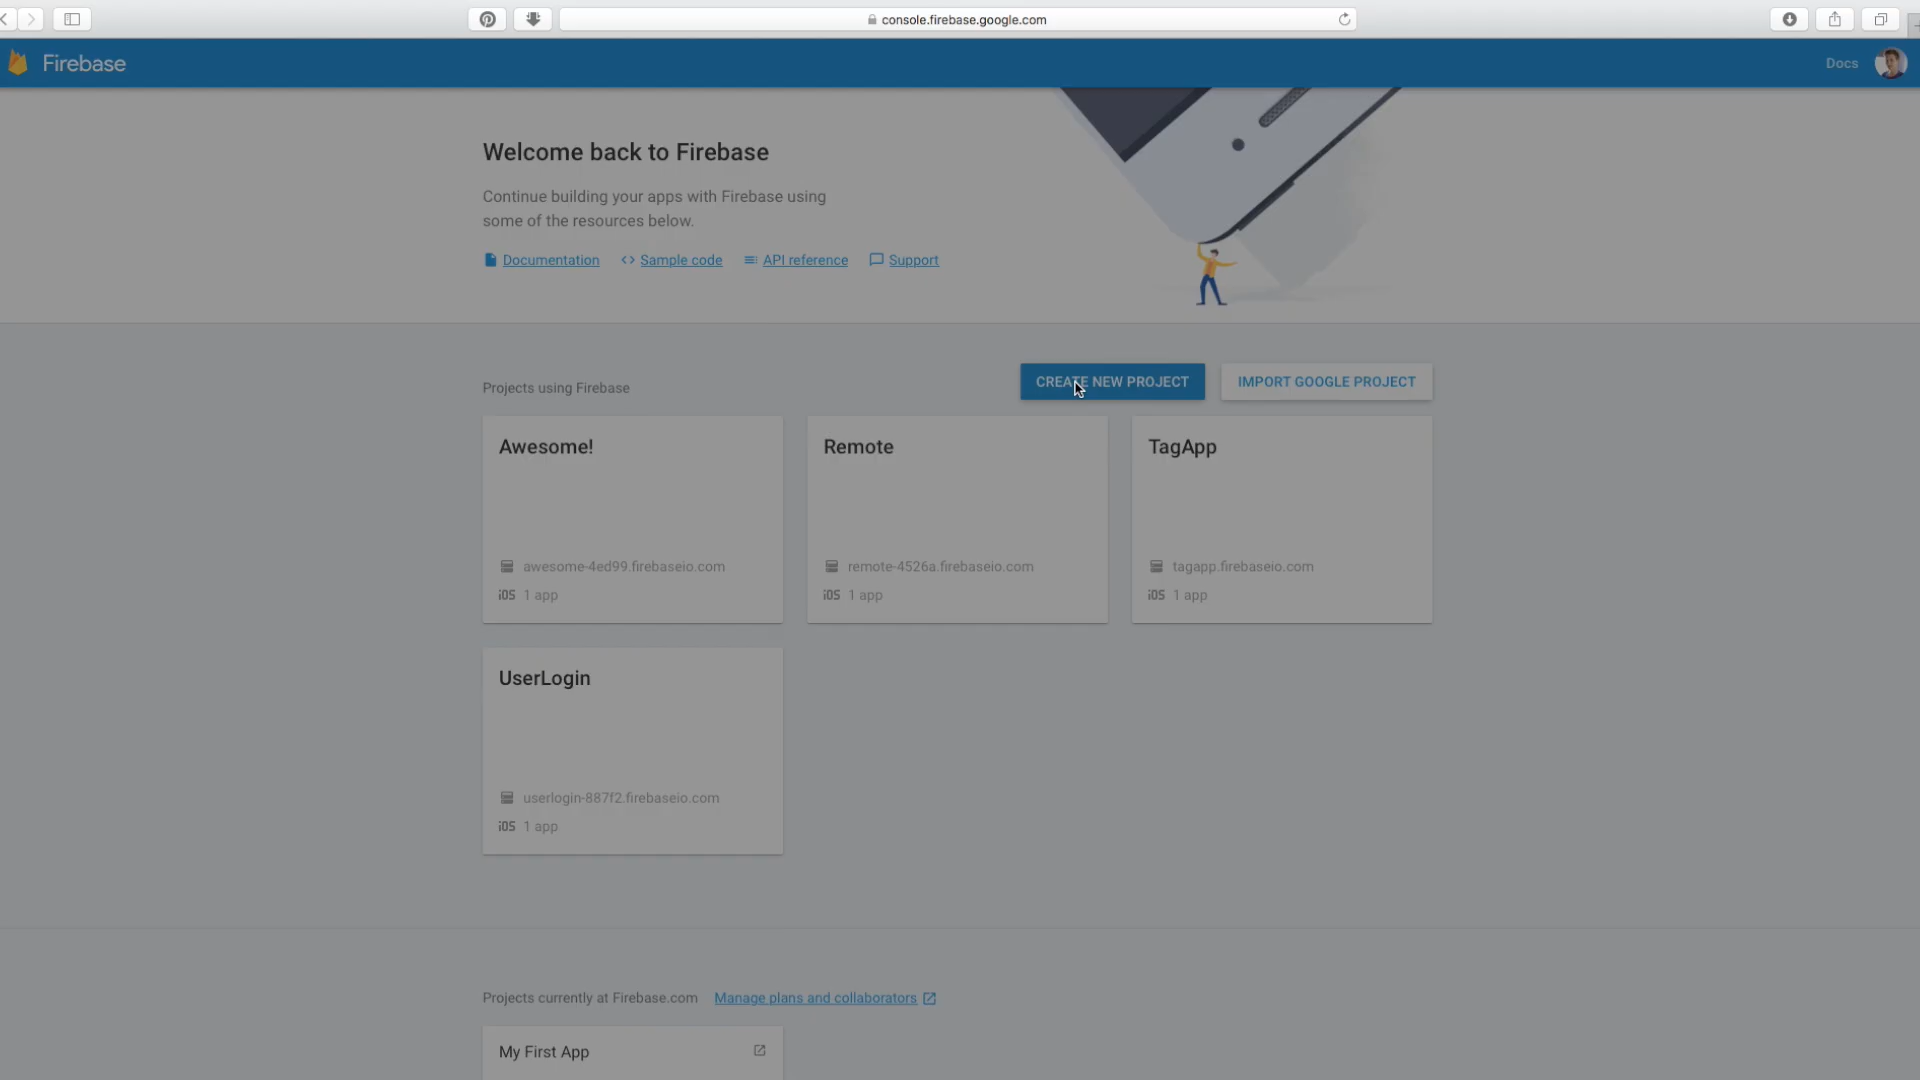 console.firebase.google.com
Firebase
Docs
Welcome back to Firebase
Continue building your apps with Firebase using
some of the resources below.
Documentation
Sample code
API reference
Support
Projects using Firebase
CREATE NEW PROJECT
IMPORT GOOGLE PROJECT
Awesome!
awesome-4ed99.firebaseio.com
iOS 1 app
Remote
remote-4526a.firebaseio.com
iOS 1 app
TagApp
tagapp.firebaseio.com
iOS 1 app
UserLogin
userlogin-887f2.firebaseio.com
iOS 1 app
Projects currently at Firebase.com
Manage plans and collaborators
My First App